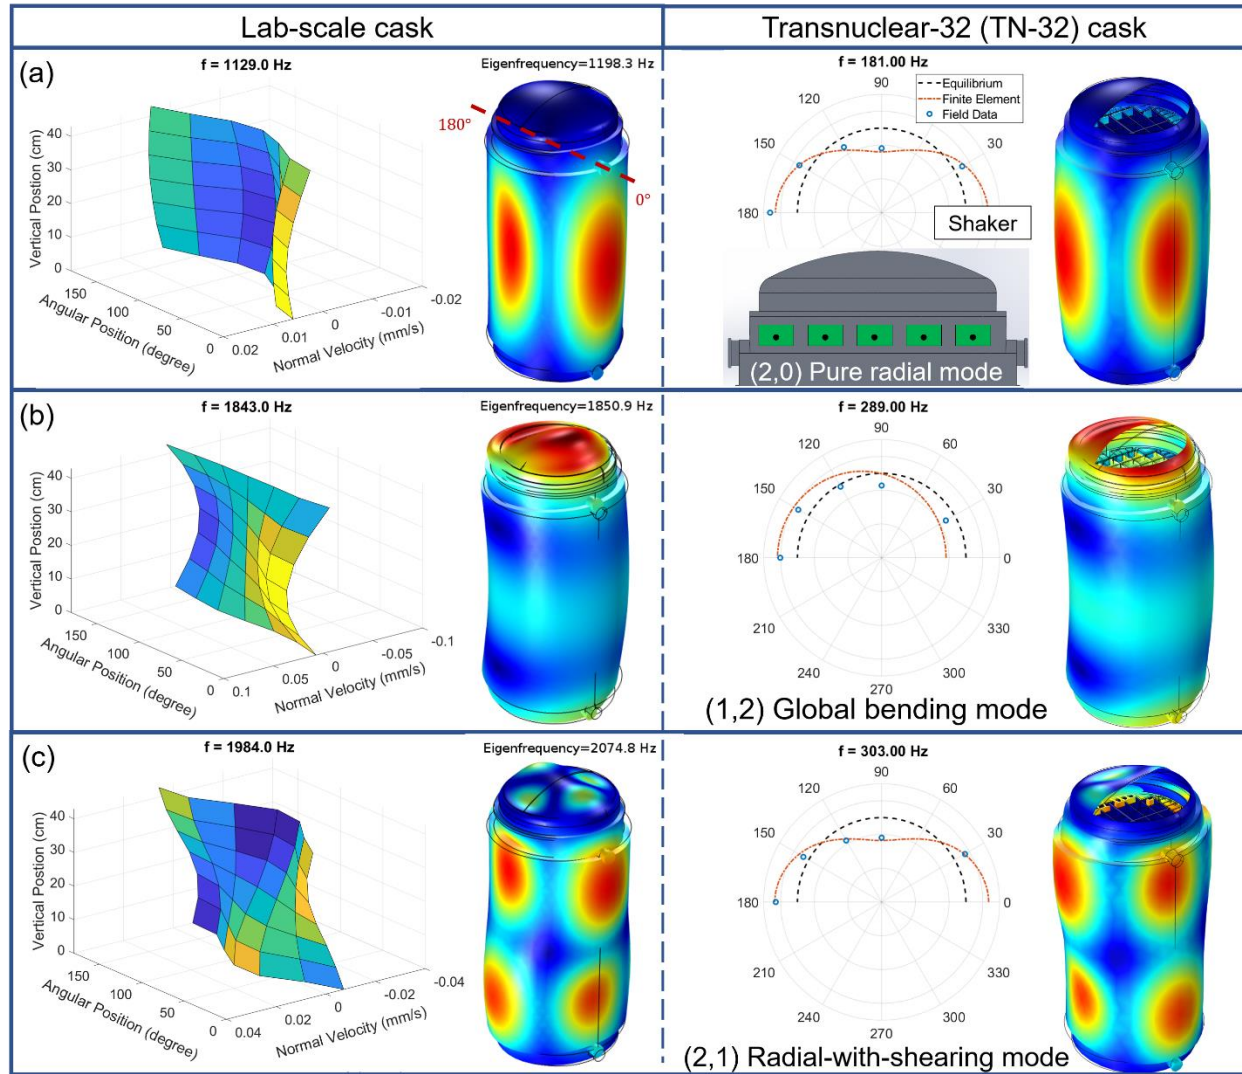 Lab-scale cask
Transnuclear-32 (TN-32) cask
(a)
f = 1129.0 Hz
Vertical Postion (cm)
40
30
20
10
0
150
100
50
0
Angular Position (degree)
0.02
0.01
0
-0.01
-0.02
Normal Velocity (mm/s)
Eigenfrequency=1198.3 Hz
180°
0°
f = 181.00 Hz
Equilibrium
Finite Element
Field Data
90
120
150
180
30
Shaker
(2,0) Pure radial mode
(b)
f = 1843.0 Hz
Vertical Postion (cm)
40
30
20
10
0
150
100
50
0
Angular Position (degree)
0.1
0.05
0
-0.05
-0.1
Normal Velocity (mm/s)
Eigenfrequency=1850.9 Hz
f = 289.00 Hz
90
120
60
150
30
180
0
210
330
240
300
270
(1,2) Global bending mode
(c)
f = 1984.0 Hz
Vertical Postion (cm)
40
30
20
10
0
150
100
50
0
Angular Position (degree)
0.04
0.02
0
-0.02
-0.04
Normal Velocity (mm/s)
Eigenfrequency=2074.8 Hz
f = 303.00 Hz
90
120
60
150
30
180
0
210
330
240
300
270
(2,1) Radial-with-shearing mode